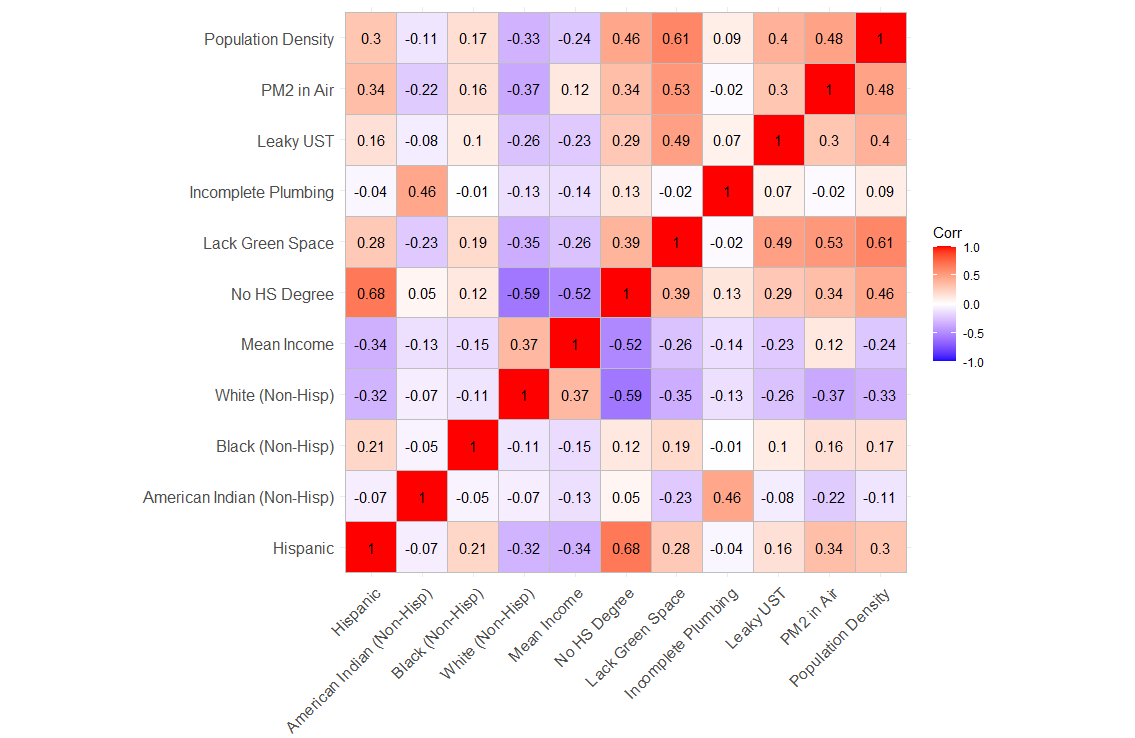 Population Density 0.3 -0.11 0.17 -0.33 -0.24 0.46 0.61 0.09 0.4 0.48 1
PM2 in Air 0.34 -0.22 0.16 -0.37 0.12 0.34 0.53 -0.02 0.3 1 0.48
Leaky UST 0.16 -0.08 0.1 -0.26 -0.23 0.29 0.49 0.07 1 0.3 0.4
Incomplete Plumbing -0.04 0.46 -0.01 -0.13 -0.14 0.13 -0.02 1 0.07 -0.02 0.09
Lack Green Space 0.28 -0.23 0.19 -0.35 -0.26 0.39 1 -0.02 0.49 0.53 0.61
No HS Degree 0.68 0.05 0.12 -0.59 -0.52 1 0.39 0.13 0.29 0.34 0.46
Mean Income -0.34 -0.13 -0.15 0.37 1 -0.52 -0.26 -0.14 -0.23 0.12 -0.24
White (Non-Hisp) -0.32 -0.07 -0.11 1 0.37 -0.59 -0.35 -0.13 -0.26 -0.37 -0.33
Black (Non-Hisp) 0.21 -0.05 1 -0.11 -0.15 0.12 0.19 -0.01 0.1 0.16 0.17
American Indian (Non-Hisp) -0.07 1 -0.05 -0.07 -0.13 0.05 -0.23 0.46 -0.08 -0.22 -0.11
Hispanic 1 -0.07 0.21 -0.32 -0.34 0.68 0.28 -0.04 0.16 0.34 0.3
Hispanic
American Indian (Non-Hisp)
Black (Non-Hisp)
White (Non-Hisp)
Mean Income
No HS Degree
Lack Green Space
Incomplete Plumbing
Leaky UST
PM2 in Air
Population Density
Corr
1.0
0.5
0.0
-0.5
-1.0